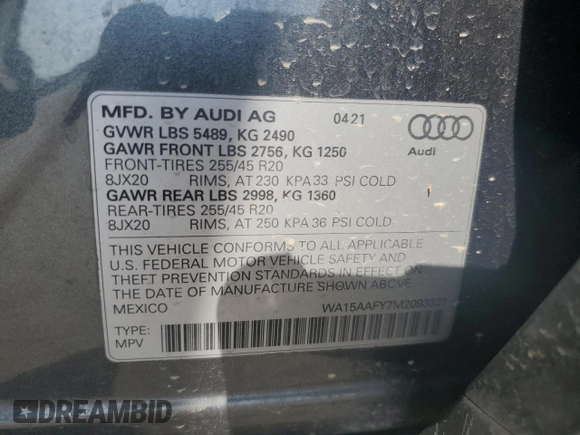 MFD. BY AUDI AG 0421
GVWR LBS 5489, KG 2490
GAWR FRONT LBS 2756, KG 1250 Audi
FRONT-TIRES 255/45 R20
8JX20 RIMS, AT 230 KPA 33 PSI COLD
GAWR REAR LBS 2998, KG 1360
REAR-TIRES 255/45 R20
8JX20 RIMS, AT 250 KPA 36 PSI COLD
THIS VEHICLE CONFORMS TO ALL APPLICABLE
U.S. FEDERAL MOTOR VEHICLE SAFETY AND
THEFT PREVENTION STANDARDS IN EFFECT ON
THE DATE OF MANUFACTURE SHOWN ABOVE.
MEXICO WA15AAFY7M2093321
TYPE:
MPV
DREAMBID